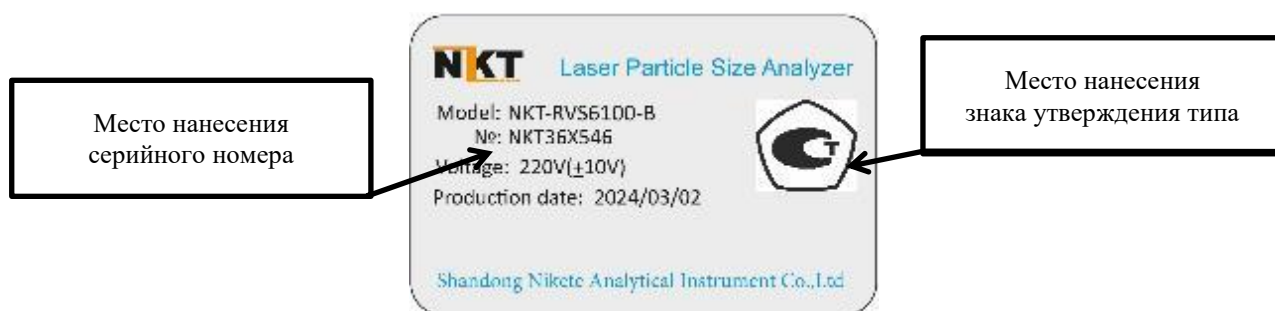 Место нанесения
серийного номера
NKT
Laser Particle Size Analyzer
Model: NKT-RVS6100-B
№: NKT36X546
Voltage: 220V(±10V)
Production date: 2024/03/02
Shandong Nikete Analytical Instrument Co.,Ltd
Место нанесения
знака утверждения типа